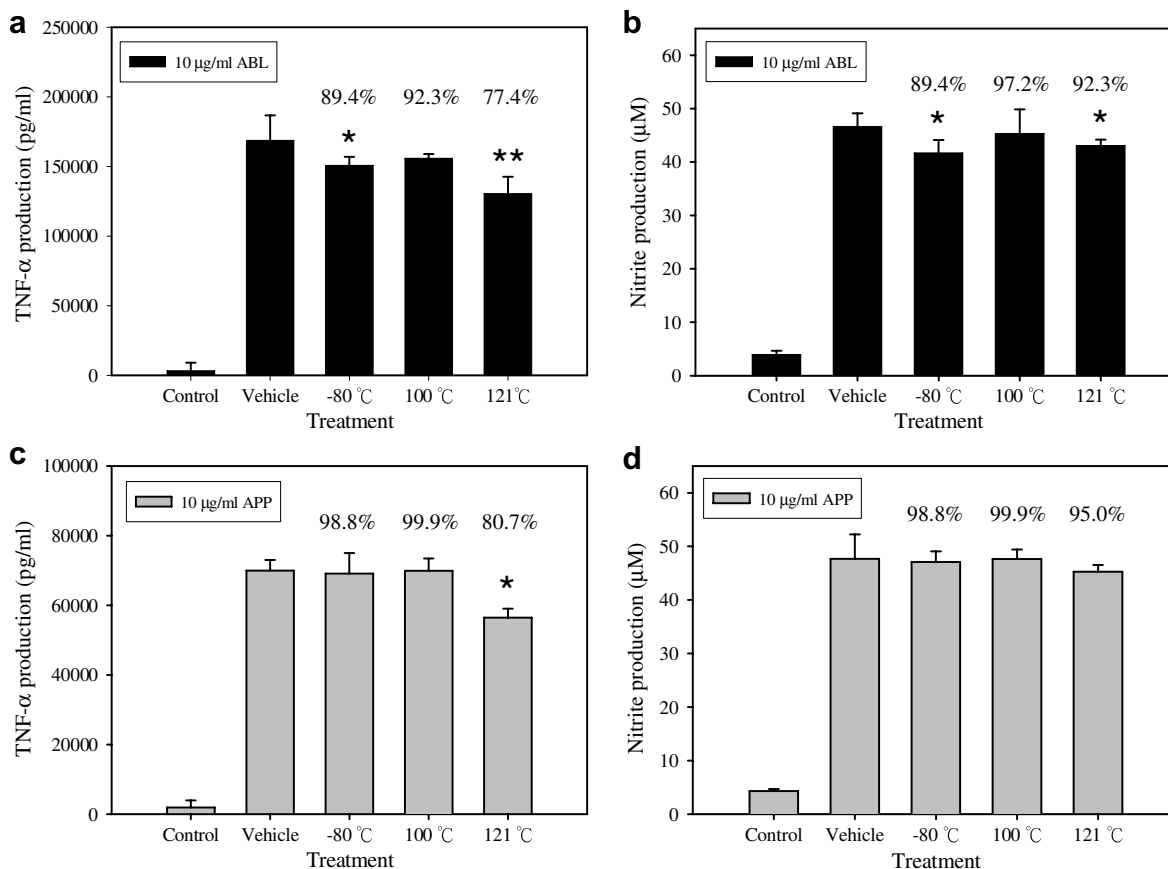 a
TNF-α production (pg/ml)
250000
200000
150000
100000
50000
0
10 μg/ml ABL
89.4% 92.3% 77.4%
* **
Control Vehicle -80 ℃ 100 ℃ 121℃
Treatment
b
Nitrite production (μM)
60
50
40
30
20
10
0
10 μg/ml ABL
89.4% 97.2% 92.3%
* *
Control Vehicle -80 ℃ 100 ℃ 121 ℃
Treatment
c
TNF-α production (pg/ml)
100000
80000
60000
40000
20000
0
10 μg/ml APP
98.8% 99.9% 80.7%
*
Control Vehicle -80 ℃ 100 ℃ 121 ℃
Treatment
d
Nitrite production (μM)
60
50
40
30
20
10
0
10 μg/ml APP
98.8% 99.9% 95.0%
Control Vehicle -80 ℃ 100 ℃ 121 ℃
Treatment